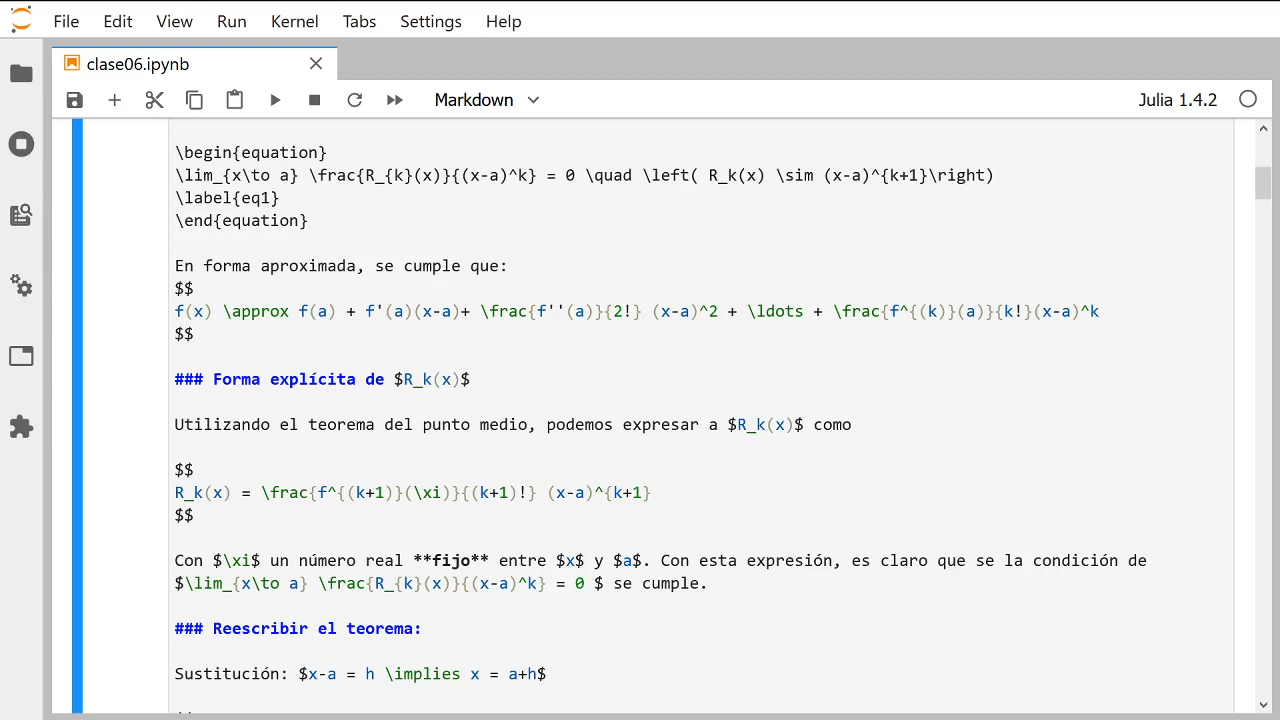 File Edit View Run Kernel Tabs Settings Help
clase06.ipynb
Markdown
Julia 1.4.2
\begin{equation}
\lim_{x\to a} \frac{R_{k}(x)}{(x-a)^k} = 0 \quad \left( R_k(x) \sim (x-a)^{k+1}\right)
\label{eq1}
\end{equation}
En forma aproximada, se cumple que:
$$
f(x) \approx f(a) + f'(a)(x-a)+ \frac{f''(a)}{2!} (x-a)^2 + \ldots + \frac{f^{(k)}(a)}{k!}(x-a)^k
$$
### Forma explícita de $R_k(x)$
Utilizando el teorema del punto medio, podemos expresar a $R_k(x)$ como
$$
R_k(x) = \frac{f^{(k+1)}(\xi)}{(k+1)!} (x-a)^{k+1}
$$
Con $\xi$ un número real **fijo** entre $x$ y $a$. Con esta expresión, es claro que se la condición de
$\lim_{x\to a} \frac{R_{k}(x)}{(x-a)^k} = 0 $ se cumple.
### Reescribir el teorema:
Sustitución: $x-a = h \implies x = a+h$